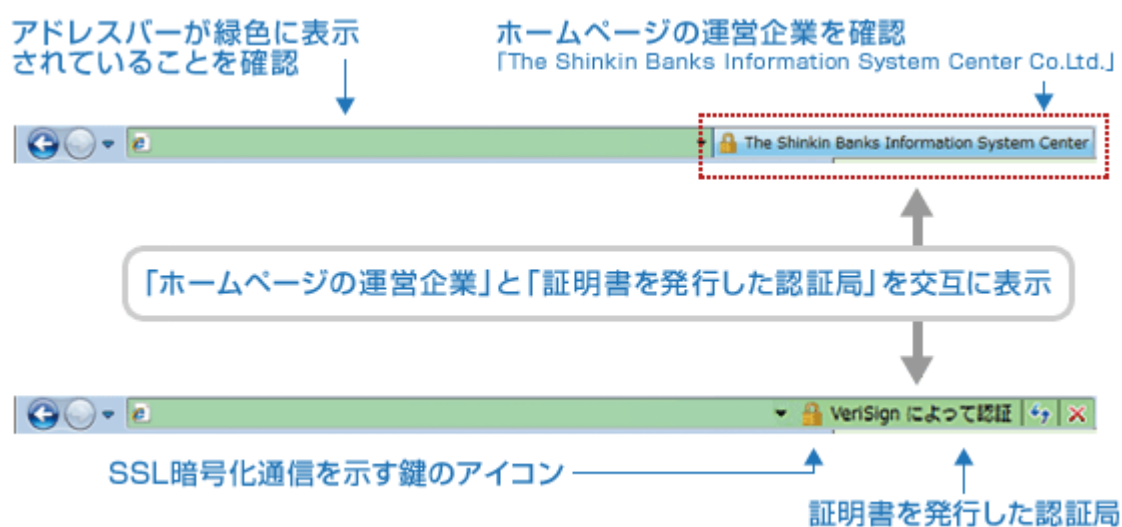 アドレスバーが緑色に表示
されていることを確認
ホームページの運営企業を確認
「The Shinkin Banks Information System Center Co.Ltd.」
The Shinkin Banks Information System Center
「ホームページの運営企業」と「証明書を発行した認証局」を交互に表示
VeriSign によって認証
SSL暗号化通信を示す鍵のアイコン
証明書を発行した認証局